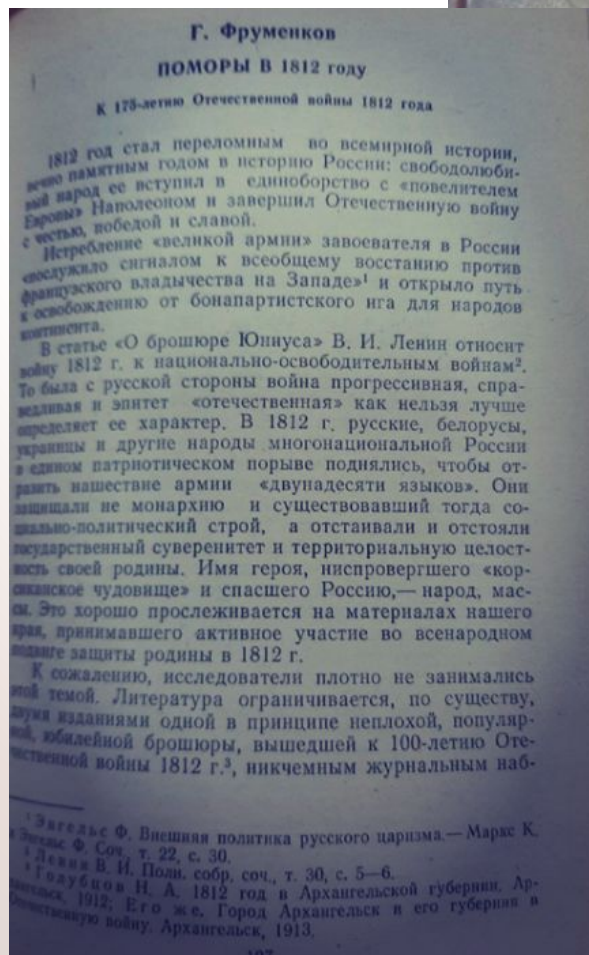 Г. Фруменков
ПОМОРЫ В 1812 году
К 175-летию Отечественной войны 1812 года
1812 год стал переломным во всемирной истории,
вечно памятным годом в историю России: свободолюби-
вый народ ее вступил в единоборство с «повелителем
Европы» Наполеоном и завершил Отечественную войну
с честью, победой и славой.
Истребление «великой армии» завоевателя в России
«послужило сигналом к всеобщему восстанию против
французского владычества на Западе»¹ и открыло путь
к освобождению от бонапартистского ига для народов
континента.
В статье «О брошюре Юниуса» В. И. Ленин относит
войну 1812 г. к национально-освободительным войнам².
То была с русской стороны война прогрессивная, спра-
ведливая и эпитет «отечественная» как нельзя лучше
определяет ее характер. В 1812 г. русские, белорусы,
украинцы и другие народы многонациональной России
в едином патриотическом порыве поднялись, чтобы от-
разить нашествие армии «двунадесяти языков». Они
защищали не монархию и существовавший тогда со-
циально-политический строй, а отстаивали и отстояли
государственный суверенитет и территориальную целост-
ность своей родины. Имя героя, ниспровергшего «кор-
сиканское чудовище» и спасшего Россию,— народ, мас-
сы. Это хорошо прослеживается на материалах нашего
края, принимавшего активное участие во всенародном
подвиге защиты родины в 1812 г.
К сожалению, исследователи плотно не занимались
этой темой. Литература ограничивается, по существу,
двумя изданиями одной в принципе неплохой, популяр-
ной, юбилейной брошюры, вышедшей к 100-летию Оте-
чественной войны 1812 г.³, никчемным журнальным наб-
¹ Энгельс Ф. Внешняя политика русского царизма.— Маркс К.
и Энгельс Ф. Соч., т. 22, с. 30.
² Ленин В. И. Полн. собр. соч., т. 30, с. 5—6.
³ Голубцов Н. А. 1812 год в Архангельской губернии. Ар-
хангельск, 1912; Его же. Город Архангельск и его губерния в
Отечественную войну. Архангельск, 1913.